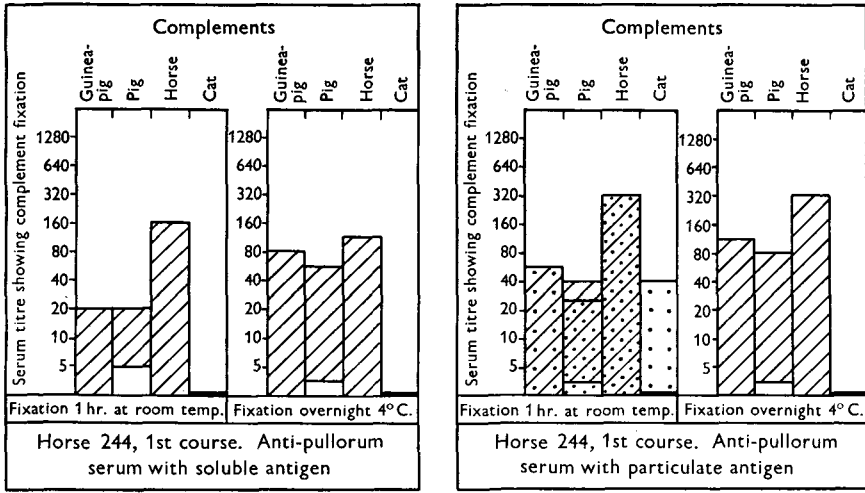 Complements
Guinea-
pig
Pig
Horse
Cat
Guinea-
pig
Pig
Horse
Cat
Serum titre showing complement fixation
1280
640
320
160
80
40
20
10
5
1280
640
320
160
80
40
20
10
5
Fixation 1 hr. at room temp.
Fixation overnight 4° C.
Horse 244, 1st course. Anti-pullorum
serum with soluble antigen
Complements
Guinea-
pig
Pig
Horse
Cat
Guinea-
pig
Pig
Horse
Cat
Serum titre showing complement fixation
1280
640
320
160
80
40
20
10
5
1280
640
320
160
80
40
20
10
5
Fixation 1 hr. at room temp.
Fixation overnight 4° C.
Horse 244, 1st course. Anti-pullorum
serum with particulate antigen